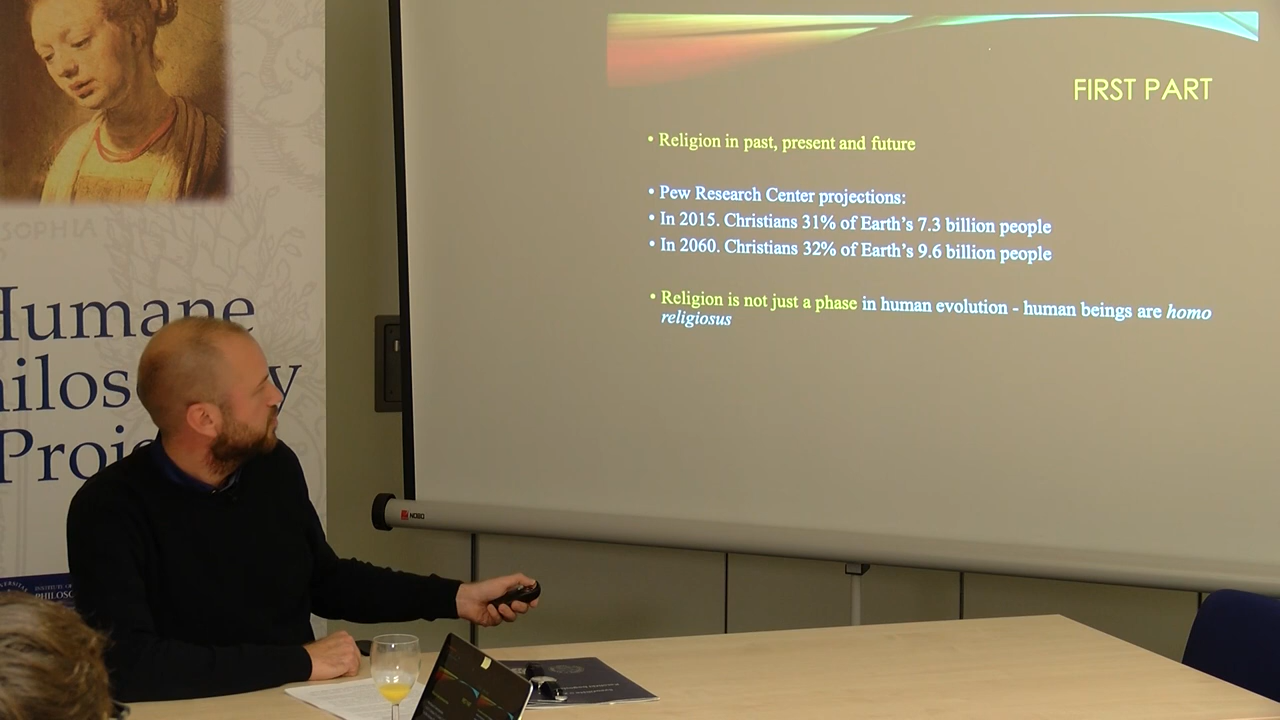 FIRST PART
• Religion in past, present and future
• Pew Research Center projections:
• In 2015. Christians 31% of Earth's 7.3 billion people
• In 2060. Christians 32% of Earth's 9.6 billion people
• Religion is not just a phase in human evolution - human beings are homo
religiosus
SOPHIA
Humane
Proj
NOBO